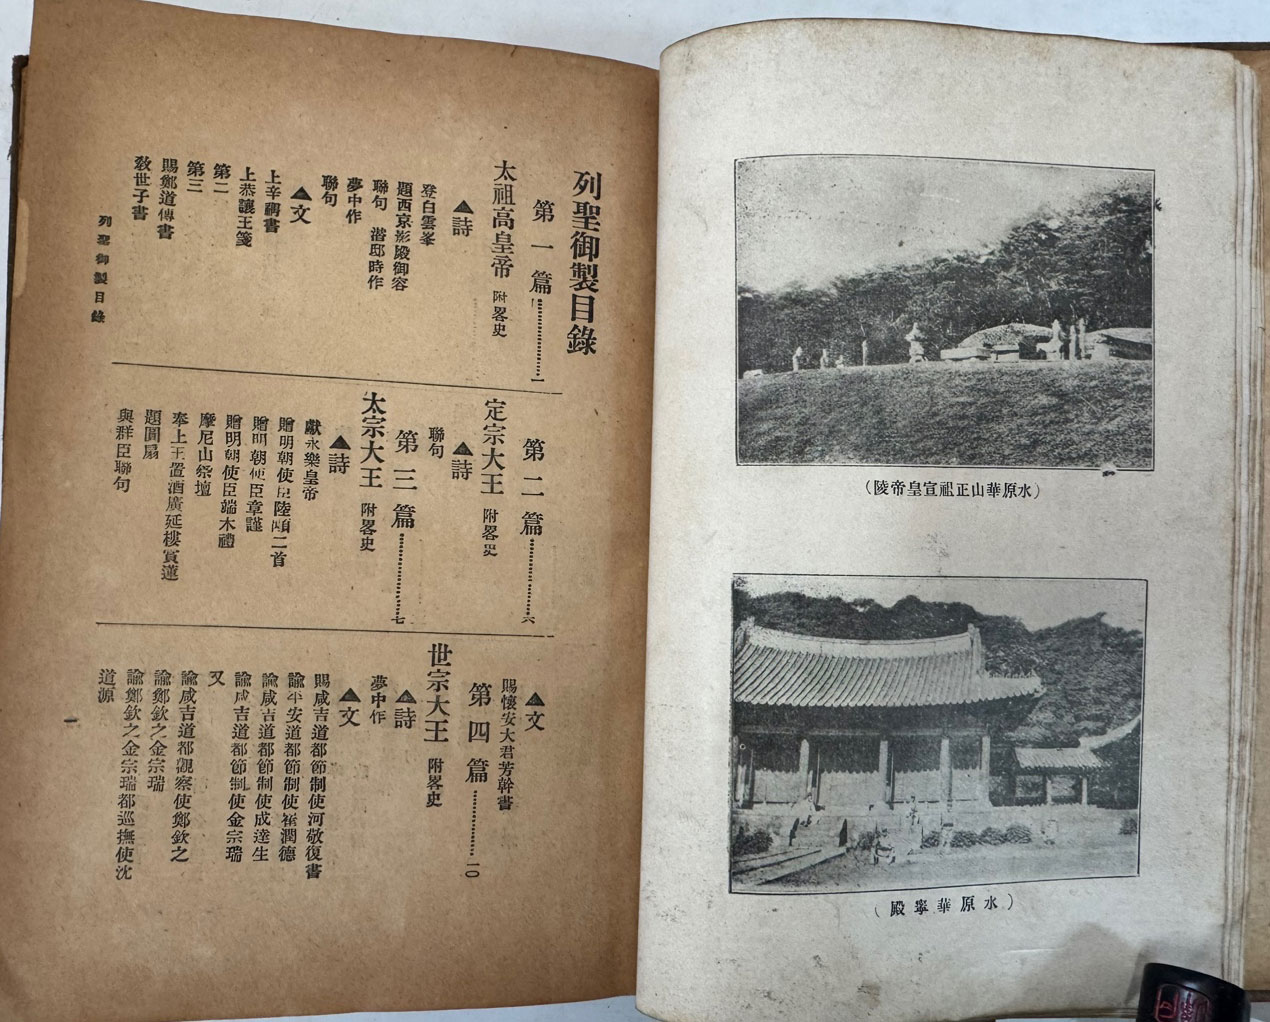 (水原華山正祖宣皇帝陵)
(水原華寧殿)
列聖御製目錄
第一篇…………一
太祖高皇帝 附畧史
▲詩
登白雲峯
題西京影殿御容
聯句 潛邸時作
夢中作
聯句
▲文
上辛禑書
上恭讓王箋
第二
第三
賜鄭道傳書
敎世子書
列聖御製目錄
第二篇…………六
定宗大王 附畧史
▲詩
聯句
第三篇…………七
太宗大王 附畧史
▲詩
獻永樂皇帝
贈明朝使臣陸顒二首
贈明朝使臣章謹
贈明朝使臣端木禮
摩尼山祭壇
奉上王置酒廣延樓賞蓮
題圓扇
與群臣聯句
▲文
賜懷安大君芳幹書
第四篇…………一〇
世宗大王 附畧史
▲詩
夢中作
▲文
賜咸吉道都節制使河敬復書
諭平安道都節制使崔潤德
諭咸吉道都節制使成達生
諭咸吉道都節制使金宗瑞
又
諭咸吉道都觀察使鄭欽之
諭鄭欽之金宗瑞
諭鄭欽之金宗瑞都巡撫使沈
道源
一